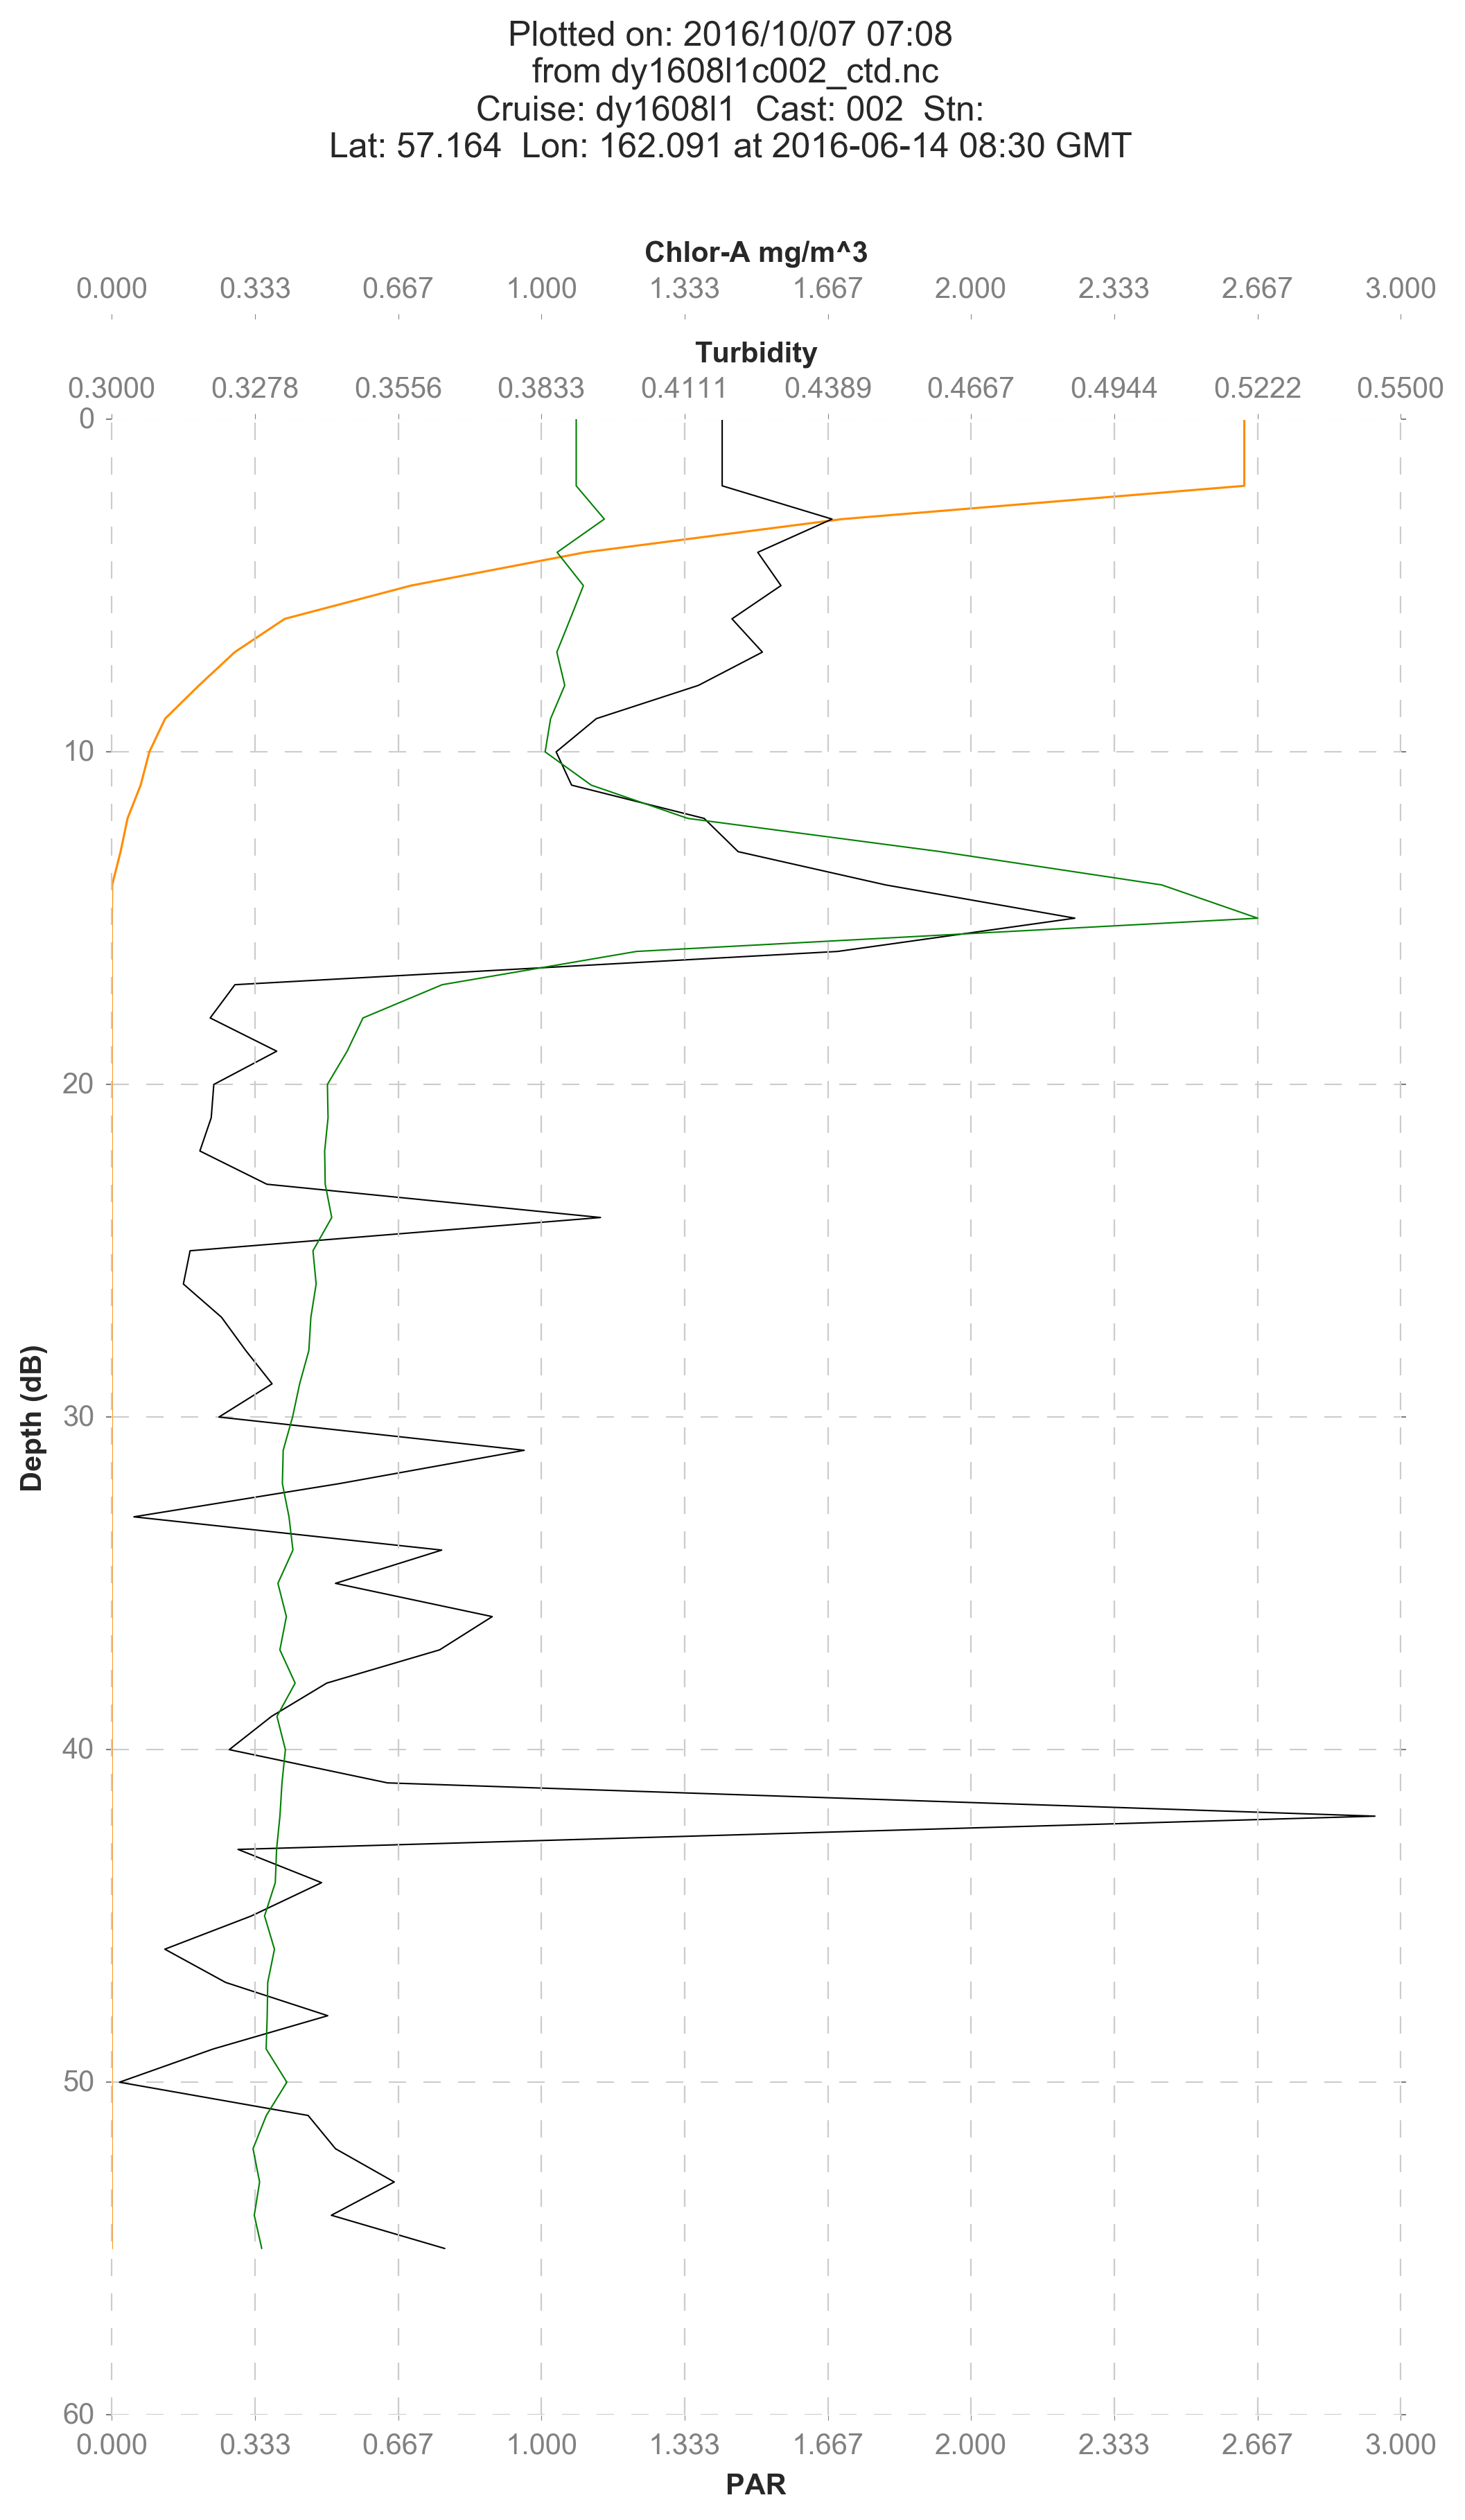 Plotted on: 2016/10/07 07:08
from dy1608l1c002_ctd.nc
Cruise: dy1608l1 Cast: 002 Stn:
Lat: 57.164 Lon: 162.091 at 2016-06-14 08:30 GMT
Chlor-A mg/m^3
0.000 0.333 0.667 1.000 1.333 1.667 2.000 2.333 2.667 3.000
Turbidity
0.3000 0.3278 0.3556 0.3833 0.4111 0.4389 0.4667 0.4944 0.5222 0.5500
0
10
20
30
Depth (dB)
40
50
60
0.000 0.333 0.667 1.000 1.333 1.667 2.000 2.333 2.667 3.000
PAR